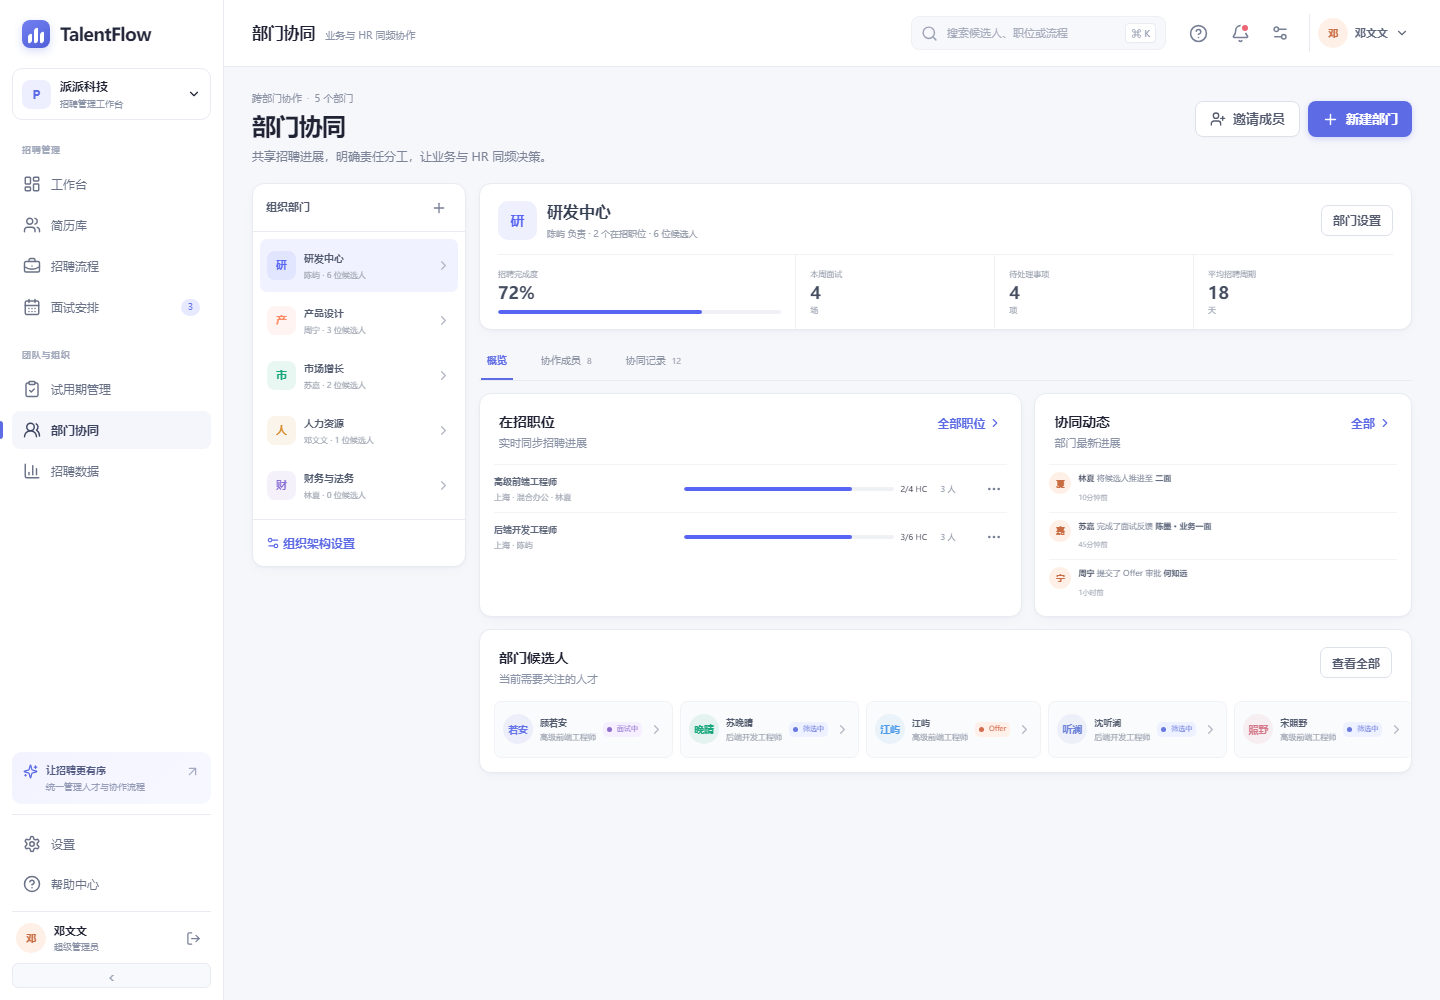 TalentFlow
P
派派科技
招聘管理工作台
招聘管理
工作台
简历库
招聘流程
面试安排
3
团队与组织
试用期管理
部门协同
招聘数据
让招聘更有序
统一管理人才与协作流程
设置
帮助中心
邓
邓文文
超级管理员
部门协同
业务与 HR 同频协作
搜索候选人、职位或流程
⌘ K
邓
邓文文
跨部门协作 · 5 个部门
部门协同
共享招聘进展，明确责任分工，让业务与 HR 同频决策。
邀请成员
新建部门
组织部门
研
研发中心
陈屿 · 6 位候选人
产
产品设计
周宁 · 3 位候选人
市
市场增长
苏嘉 · 2 位候选人
人
人力资源
邓文文 · 1 位候选人
财
财务与法务
林夏 · 0 位候选人
组织架构设置
研
研发中心
陈屿 负责 · 2 个在招职位 · 6 位候选人
部门设置
招聘完成度
72%
本周面试
4
场
待处理事项
4
项
平均招聘周期
18
天
概览
协作成员 8
协同记录 12
在招职位
实时同步招聘进展
全部职位
高级前端工程师
上海 · 混合办公 · 林夏
2/4 HC
3 人
后端开发工程师
上海 · 陈屿
3/6 HC
3 人
协同动态
部门最新进展
全部
夏
林夏 将候选人推进至 二面
10分钟前
嘉
苏嘉 完成了面试反馈 陈墨 · 业务一面
45分钟前
宁
周宁 提交了 Offer 审批 何知远
1小时前
部门候选人
当前需要关注的人才
查看全部
若安
顾若安
高级前端工程师
面试中
晚晴
苏晚晴
后端开发工程师
筛选中
江屿
江屿
高级前端工程师
Offer
听澜
沈听澜
后端开发工程师
筛选中
照野
宋照野
高级前端工程师
筛选中